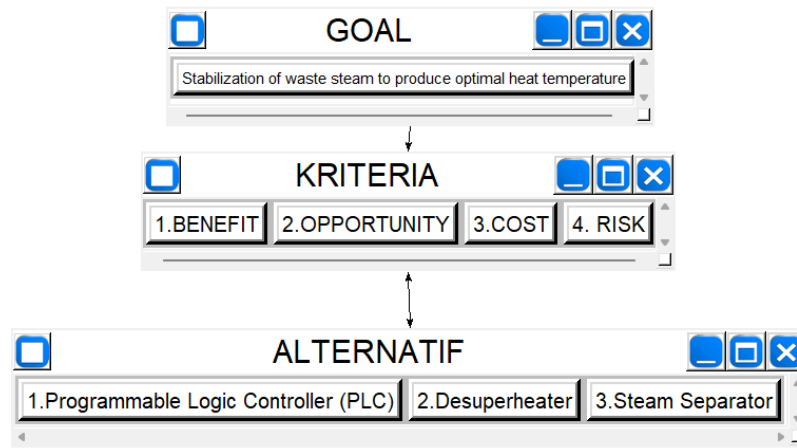 GOAL
Stabilization of waste steam to produce optimal heat temperature
KRITERIA
1.BENEFIT 2.OPPORTUNITY 3.COST 4. RISK
ALTERNATIF
1.Programmable Logic Controller (PLC) 2.Desuperheater 3.Steam Separator